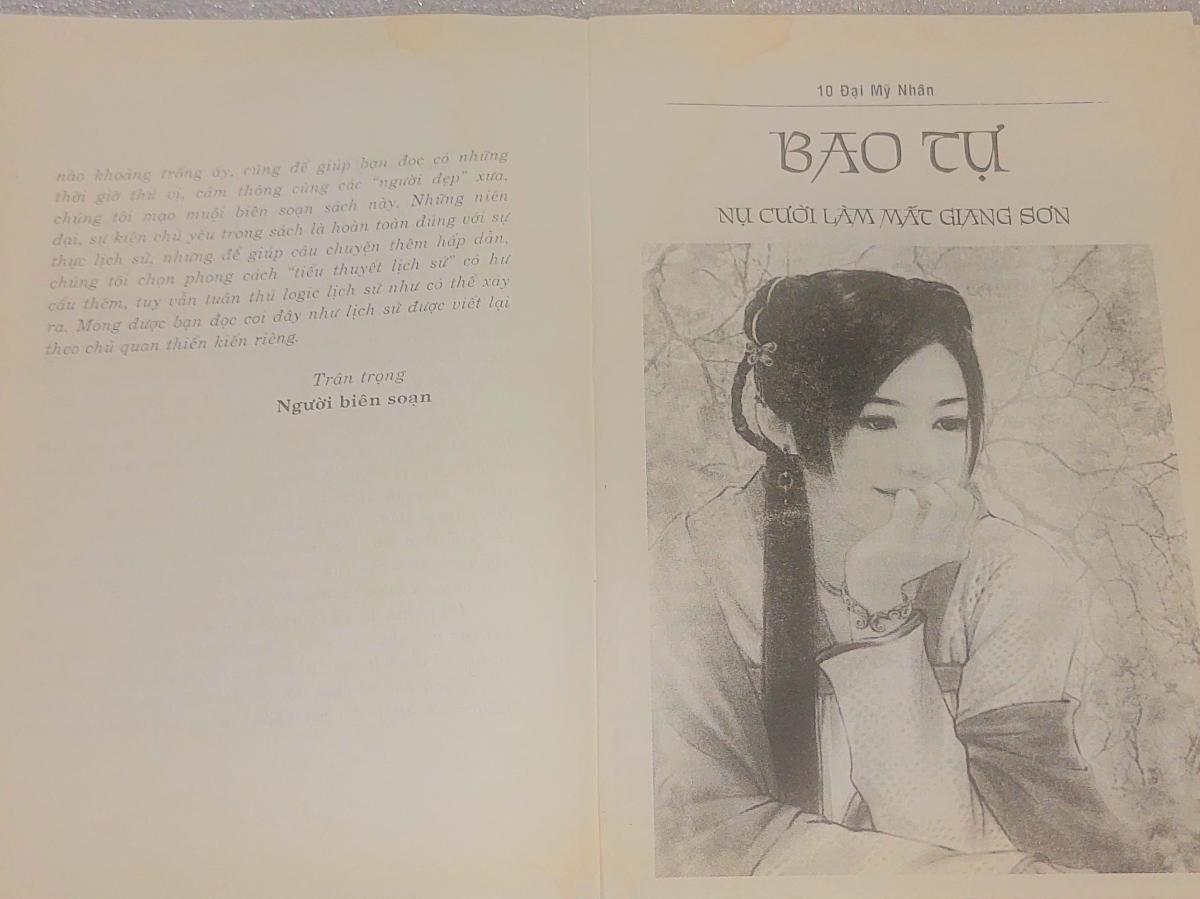 nào khoảng trống ấy, cũng để giúp bạn đọc có những
thời giờ thú vị, cảm thông cùng các “người đẹp” xưa,
chúng tôi mạo muội biên soạn sách này. Những niên
đại, sự kiện chủ yếu trong sách là hoàn toàn đúng với sự
thực lịch sử, nhưng để giúp câu chuyện thêm hấp dẫn,
chúng tôi chọn phong cách “tiểu thuyết lịch sử” có hư
cấu thêm, tuy vẫn tuân thủ logic lịch sử như có thể xảy
ra. Mong được bạn đọc coi đây như lịch sử được viết lại
theo chủ quan thiển kiến riêng.
Trân trọng
Người biên soạn
10 Đại Mỹ Nhân
BAO TỰ
NỤ CƯỜI LÀM MẤT GIANG SƠN